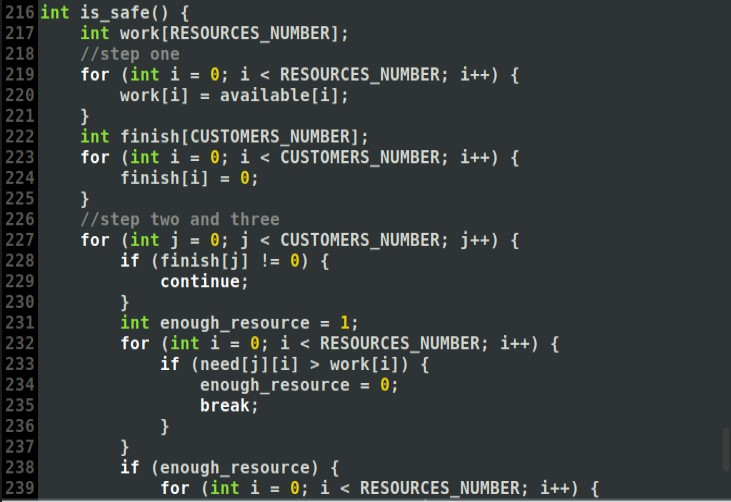 216 int is_safe() {
217     int work[RESOURCES_NUMBER];
218     //step one
219     for (int i = 0; i < RESOURCES_NUMBER; i++) {
220         work[i] = available[i];
221     }
222     int finish[CUSTOMERS_NUMBER];
223     for (int i = 0; i < CUSTOMERS_NUMBER; i++) {
224         finish[i] = 0;
225     }
226     //step two and three
227     for (int j = 0; j < CUSTOMERS_NUMBER; j++) {
228         if (finish[j] != 0) {
229             continue;
230         }
231         int enough_resource = 1;
232         for (int i = 0; i < RESOURCES_NUMBER; i++) {
233             if (need[j][i] > work[i]) {
234                 enough_resource = 0;
235                 break;
236             }
237         }
238         if (enough_resource) {
239             for (int i = 0; i < RESOURCES_NUMBER; i++) {